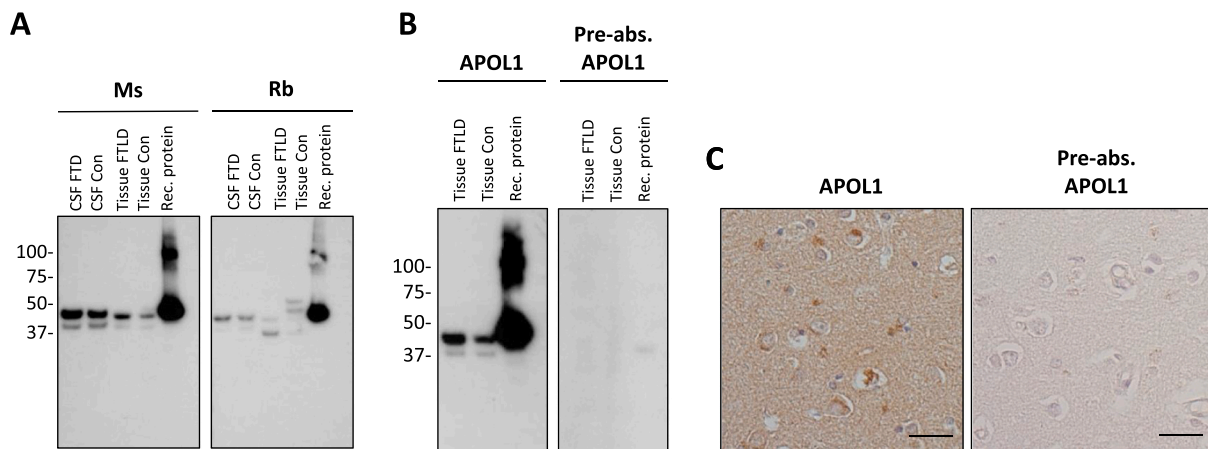 A
Ms
Rb
CSF FTD
CSF Con
Tissue FTLD
Tissue Con
Rec. protein
CSF FTD
CSF Con
Tissue FTLD
Tissue Con
Rec. protein
100-
75-
50-
37-
B
APOL1
Pre-abs.
APOL1
Tissue FTLD
Tissue Con
Rec. protein
Tissue FTLD
Tissue Con
Rec. protein
100-
75-
50-
37-
C
APOL1
Pre-abs.
APOL1